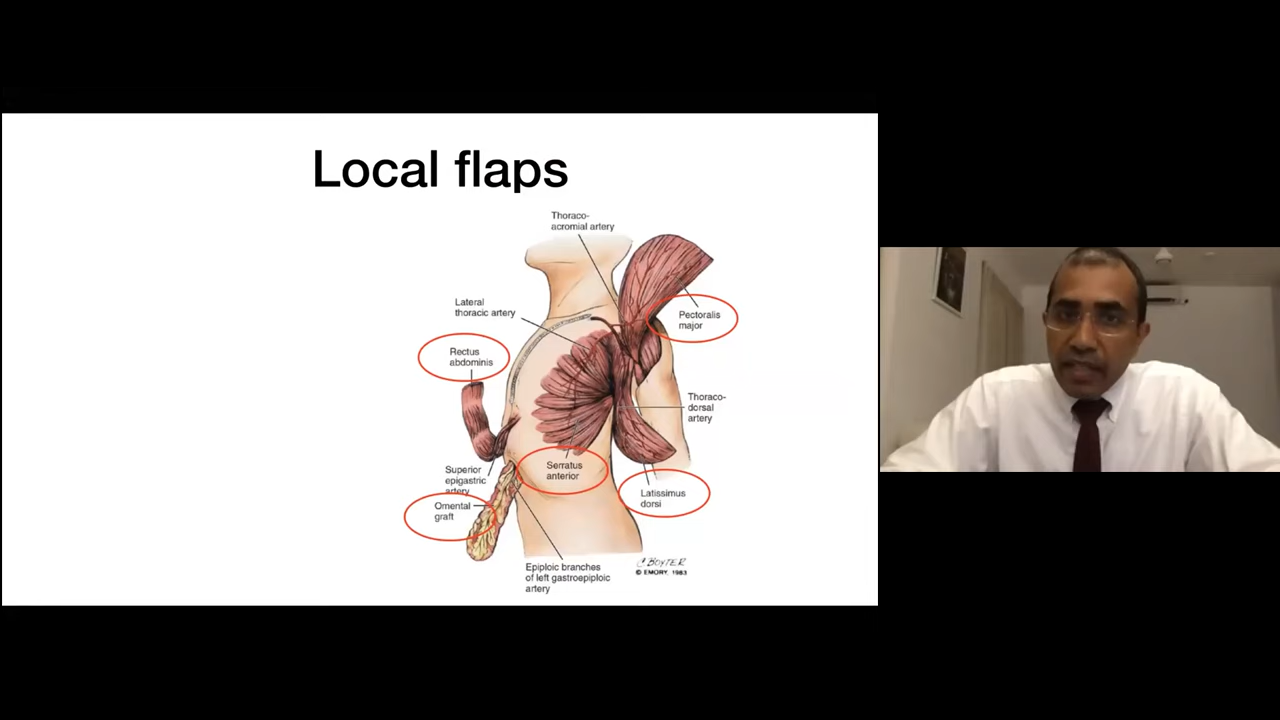 Local flaps
Thoraco-
acromial artery
Lateral
thoracic artery
Pectoralis
major
Rectus
abdominis
Thoraco-
dorsal
artery
Superior
epigastric
artery
Serratus
anterior
Latissimus
dorsi
Omental
graft
Epiploic branches
of left gastroepiploic
artery
© EMORY, 1983